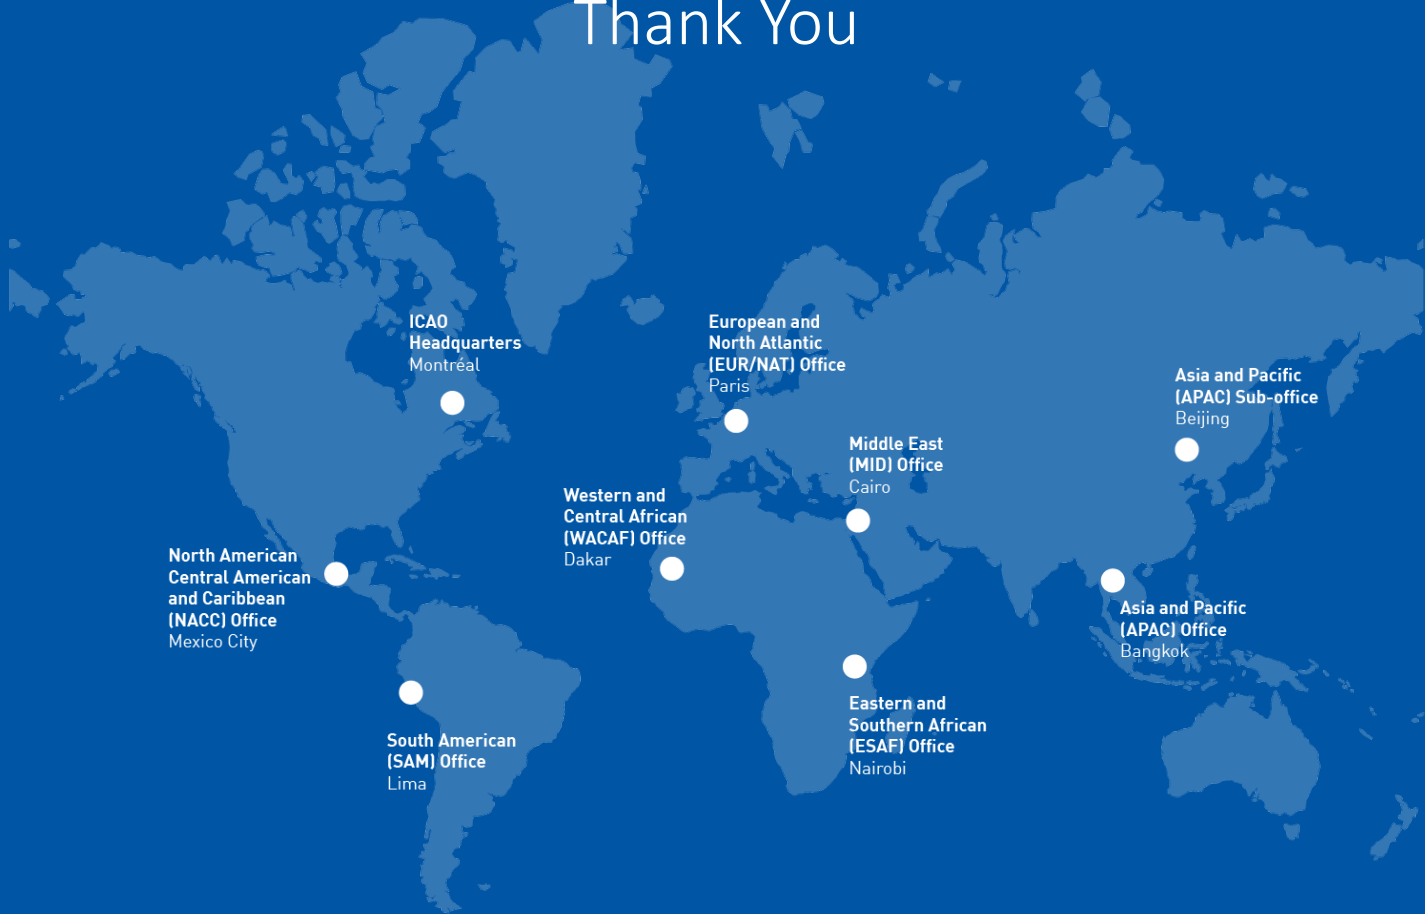 Thank You
ICAO
Headquarters
Montréal
European and
North Atlantic
(EUR/NAT) Office
Paris
Asia and Pacific
(APAC) Sub-office
Beijing
Middle East
(MID) Office
Cairo
Western and
Central African
(WACAF) Office
Dakar
North American
Central American
and Caribbean
(NACC) Office
Mexico City
Asia and Pacific
(APAC) Office
Bangkok
South American
(SAM) Office
Lima
Eastern and
Southern African
(ESAF) Office
Nairobi